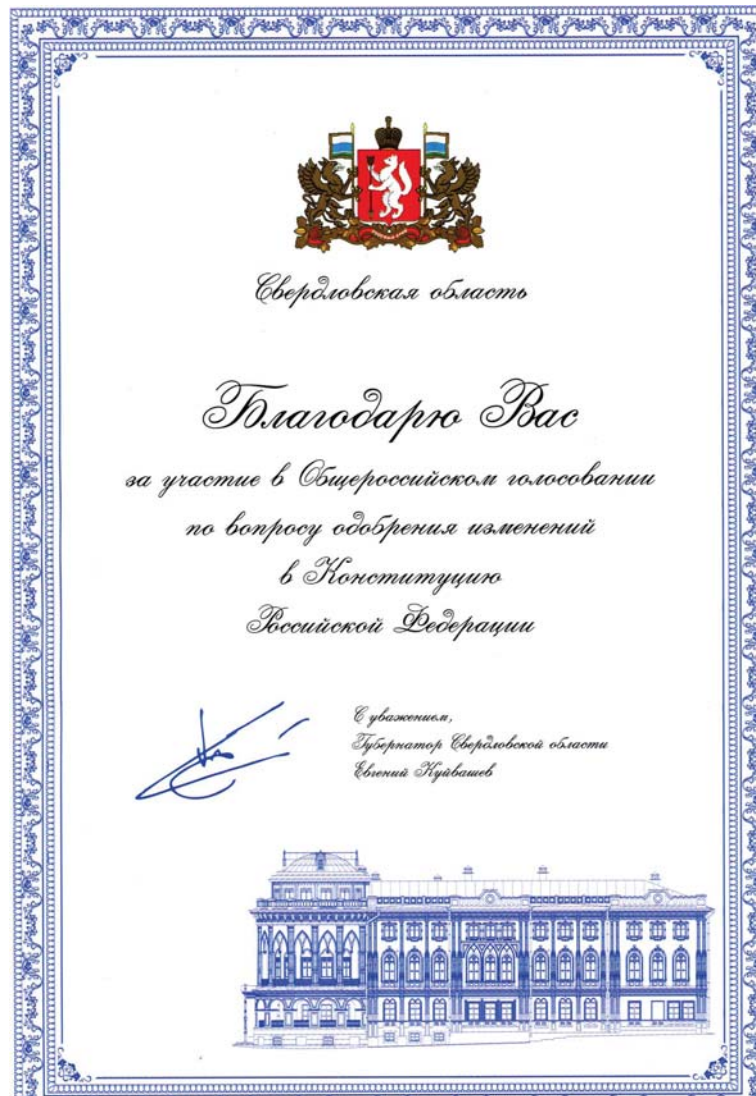 Свердловская область
Благодарю Вас
за участие в Общероссийском голосовании
по вопросу одобрения изменений
в Конституцию
Российской Федерации
С уважением,
Губернатор Свердловской области
Евгений Куйвашев